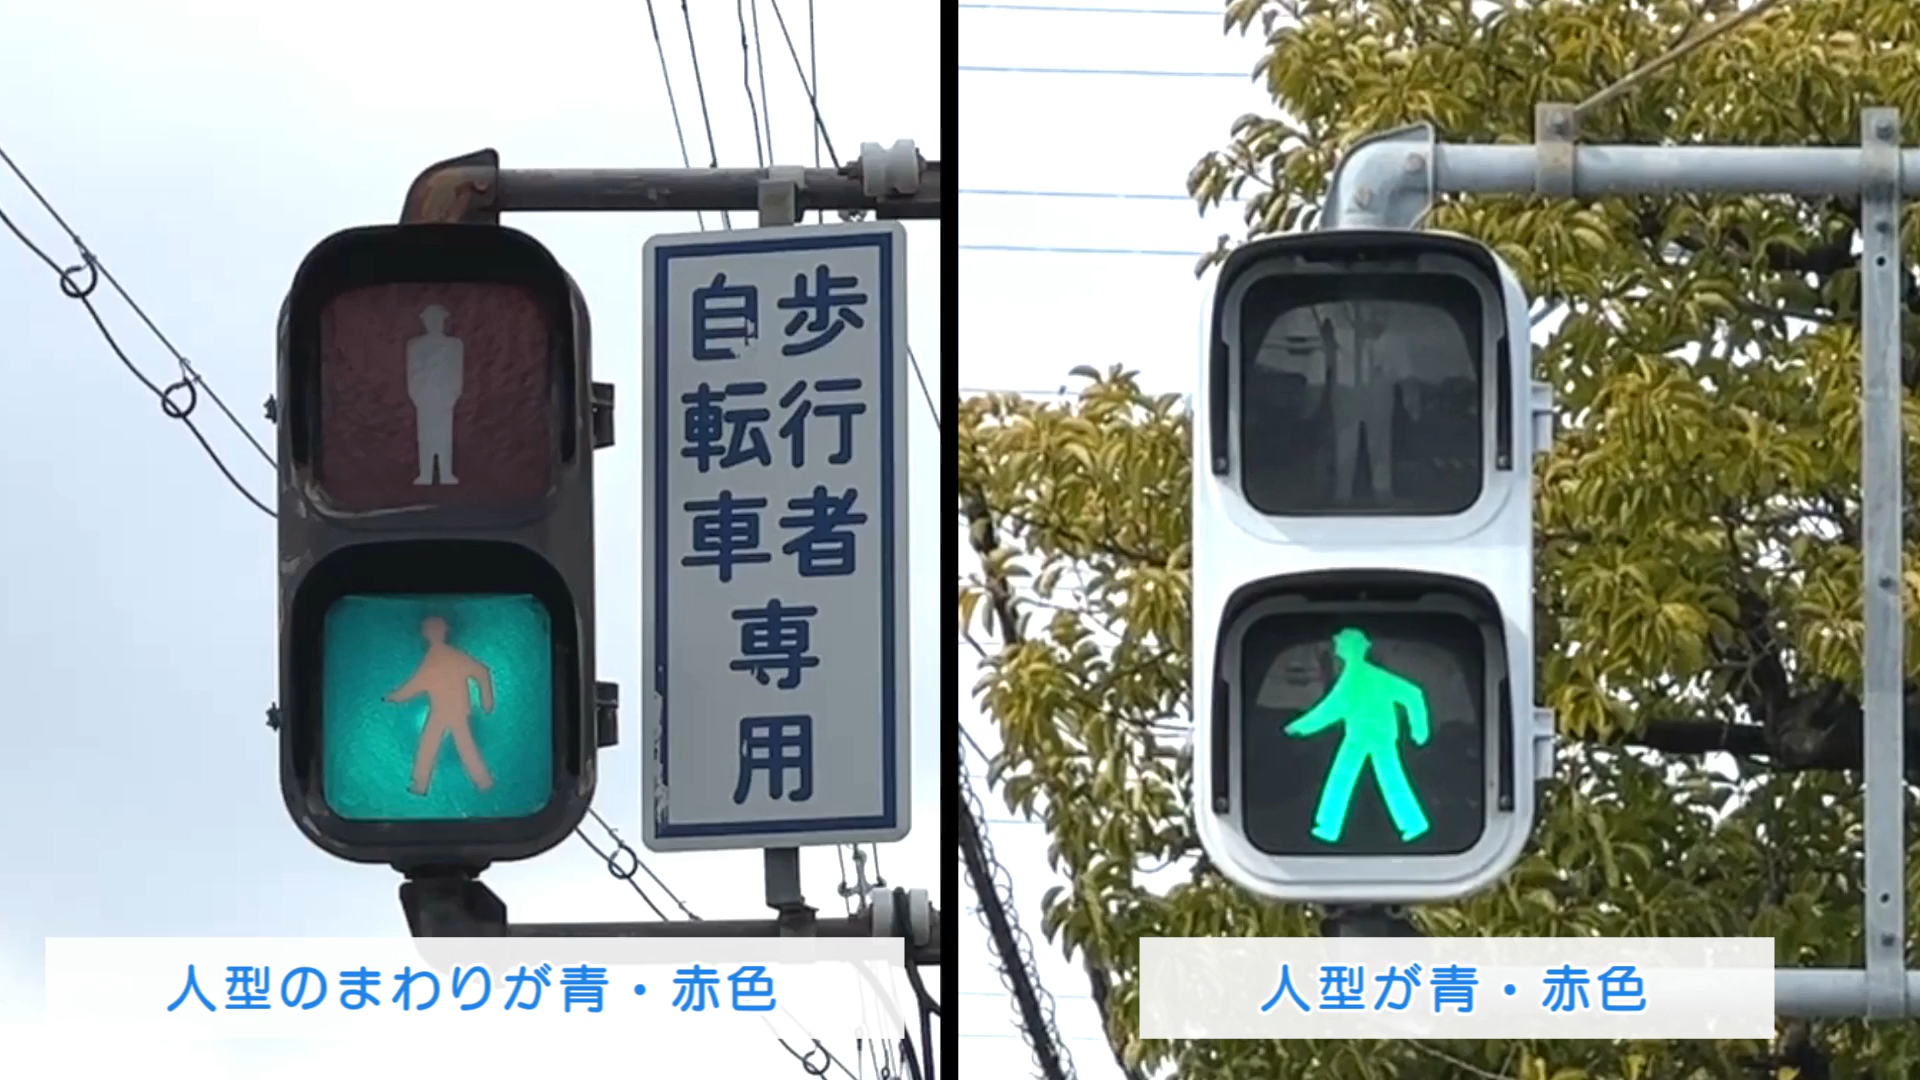 歩行者
自転車
専用
人型のまわりが青・赤色
人型が青・赤色